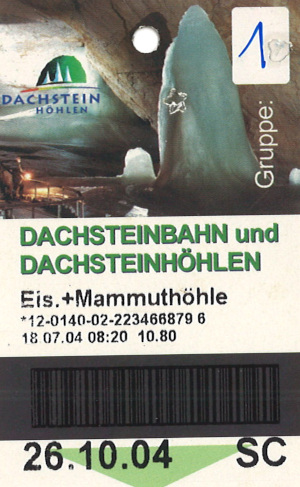 DACHSTEIN
HÖHLEN
1
Gruppe:
DACHSTEINBAHN und
DACHSTEINHÖHLEN
Eis.+Mammuthöhle
*12-0140-02-223466879 6
18 07.04 08:20 10.80
26.10.04 SC